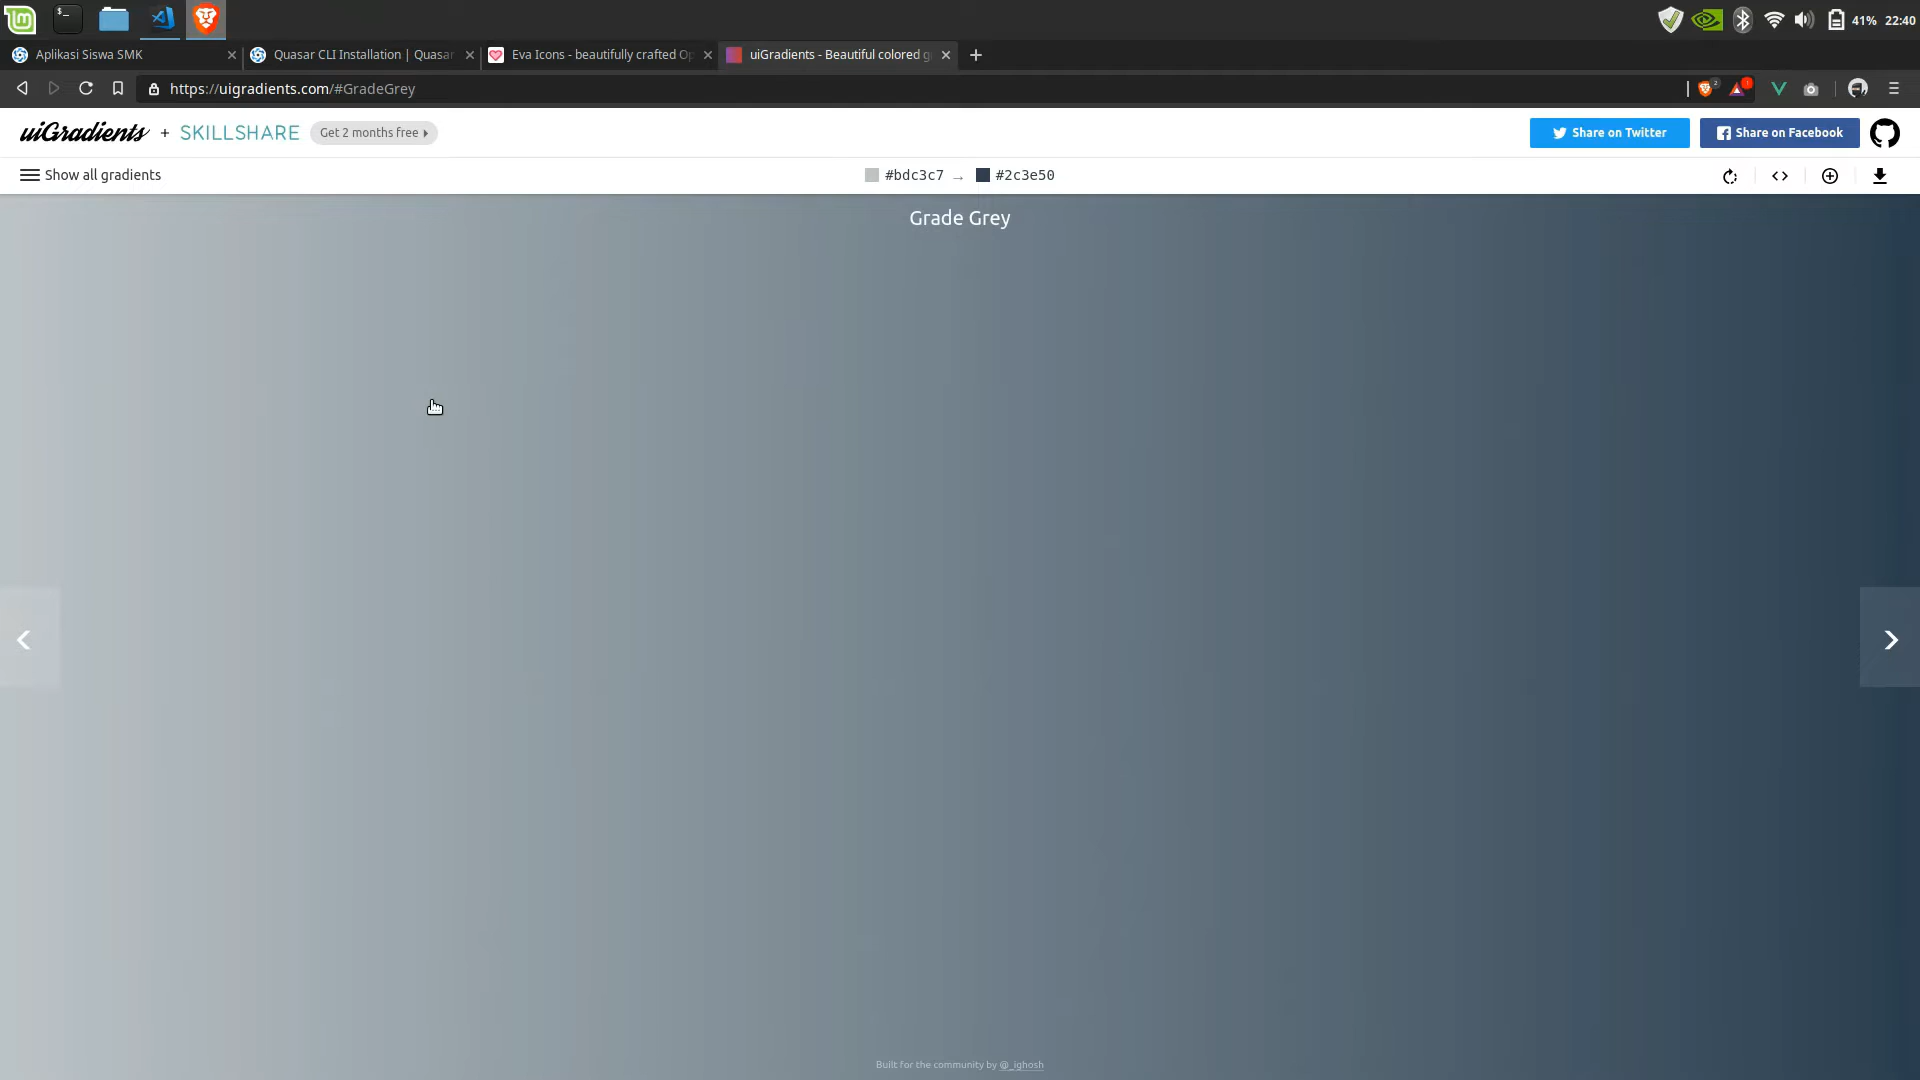 41% 22:40
Aplikasi Siswa SMK
Quasar CLI Installation | Quasar
Eva Icons - beautifully crafted Op
uiGradients - Beautiful colored g
https://uigradients.com/#GradeGrey
uiGradients + SKILLSHARE Get 2 months free
Share on Twitter
Share on Facebook
Show all gradients
#bdc3c7 → #2c3e50
Grade Grey
Built for the community by @_ighosh